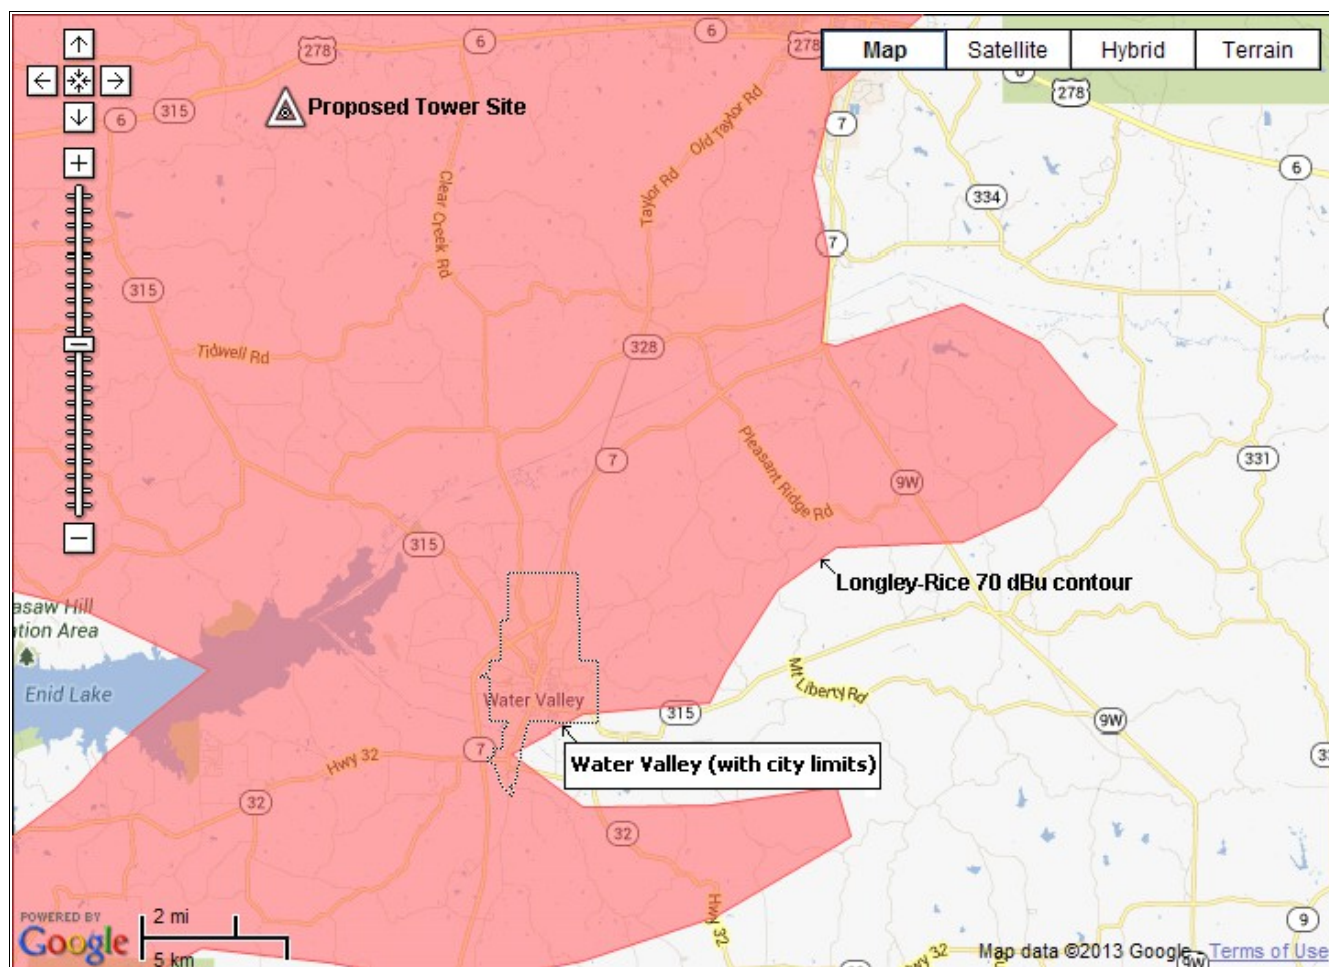 278
6
6
278
Map
Satellite
Hybrid
Terrain
6
278
315
6
Proposed Tower Site
7
Old Taylor Rd
6
Clear Creek Rd
Taylor Rd
334
7
315
Tidwell Rd
328
Pleasant Ridge Rd
7
331
9W
315
Longley-Rice 70 dBu contour
asaw Hill
tion Area
Enid Lake
Water Valley
Mt Liberty Rd
315
9W
7
Hwy 32
Water Valley (with city limits)
32
32
Hwy 32
POWERED BY
Google
2 mi
5 km
9
Hwy 32
9W
Map data ©2013 Google - Terms of Use